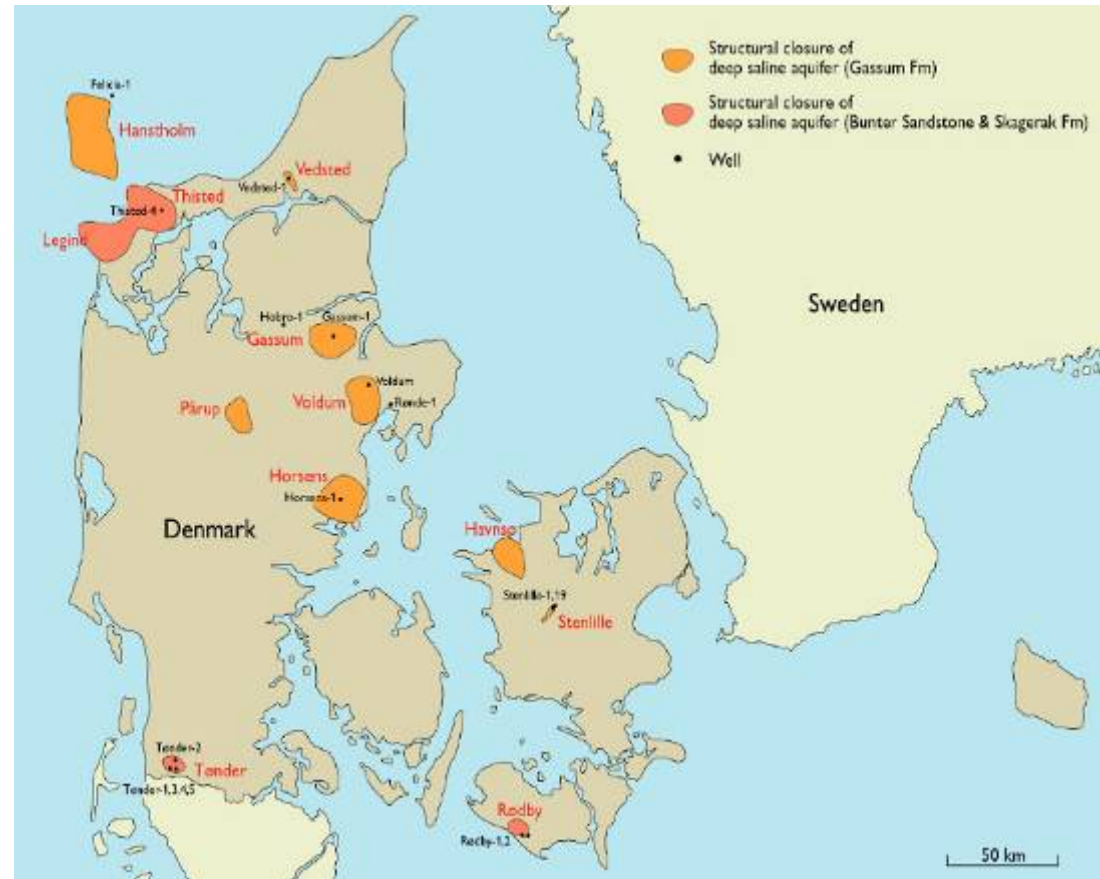 Structural closure of
deep saline aquifer (Gassum Fm)
Structural closure of
deep saline aquifer (Bunter Sandstone & Skagerak Fm)
Well
Felicia-1
Hanstholm
Vedsted
Vedsted-1
Thisted
Thisted-4
Legind
Sweden
Hobro-1
Gassum-1
Gassum
Voldum
Pårup
Voldum
Rønde-1
Horsens
Horsens-1
Denmark
Havnsø
Stenlille-1,19
Stenlille
Tønder-2
Tønder
Tønder-1,3,4,5
Rødby
Rødby-1,2
50 km